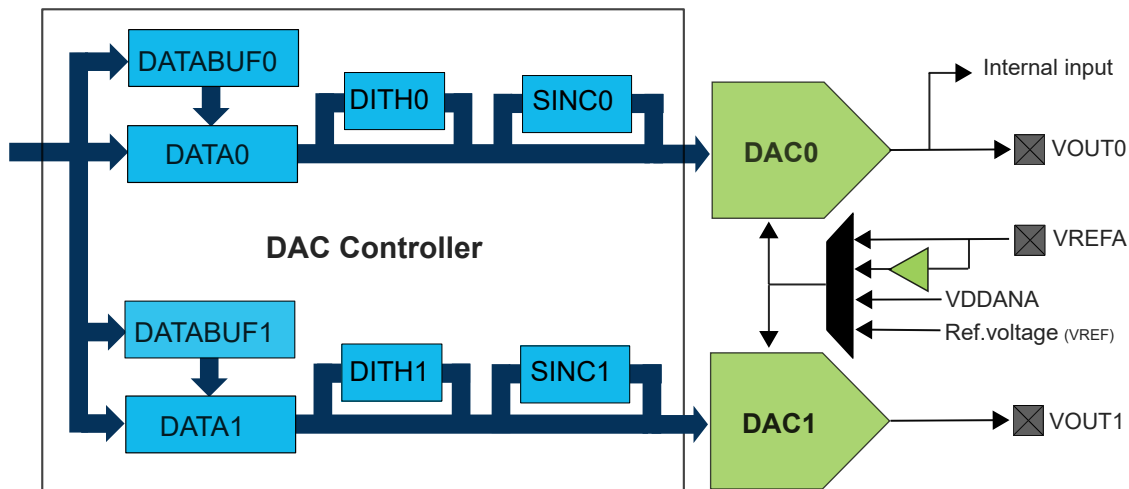 DATABUF0
DITH0
SINC0
Internal input
DATA0
DAC0
VOUT0
DAC Controller
VREFA
VDDANA
DATABUF1
Ref.voltage (VREF)
DITH1
SINC1
DATA1
DAC1
VOUT1